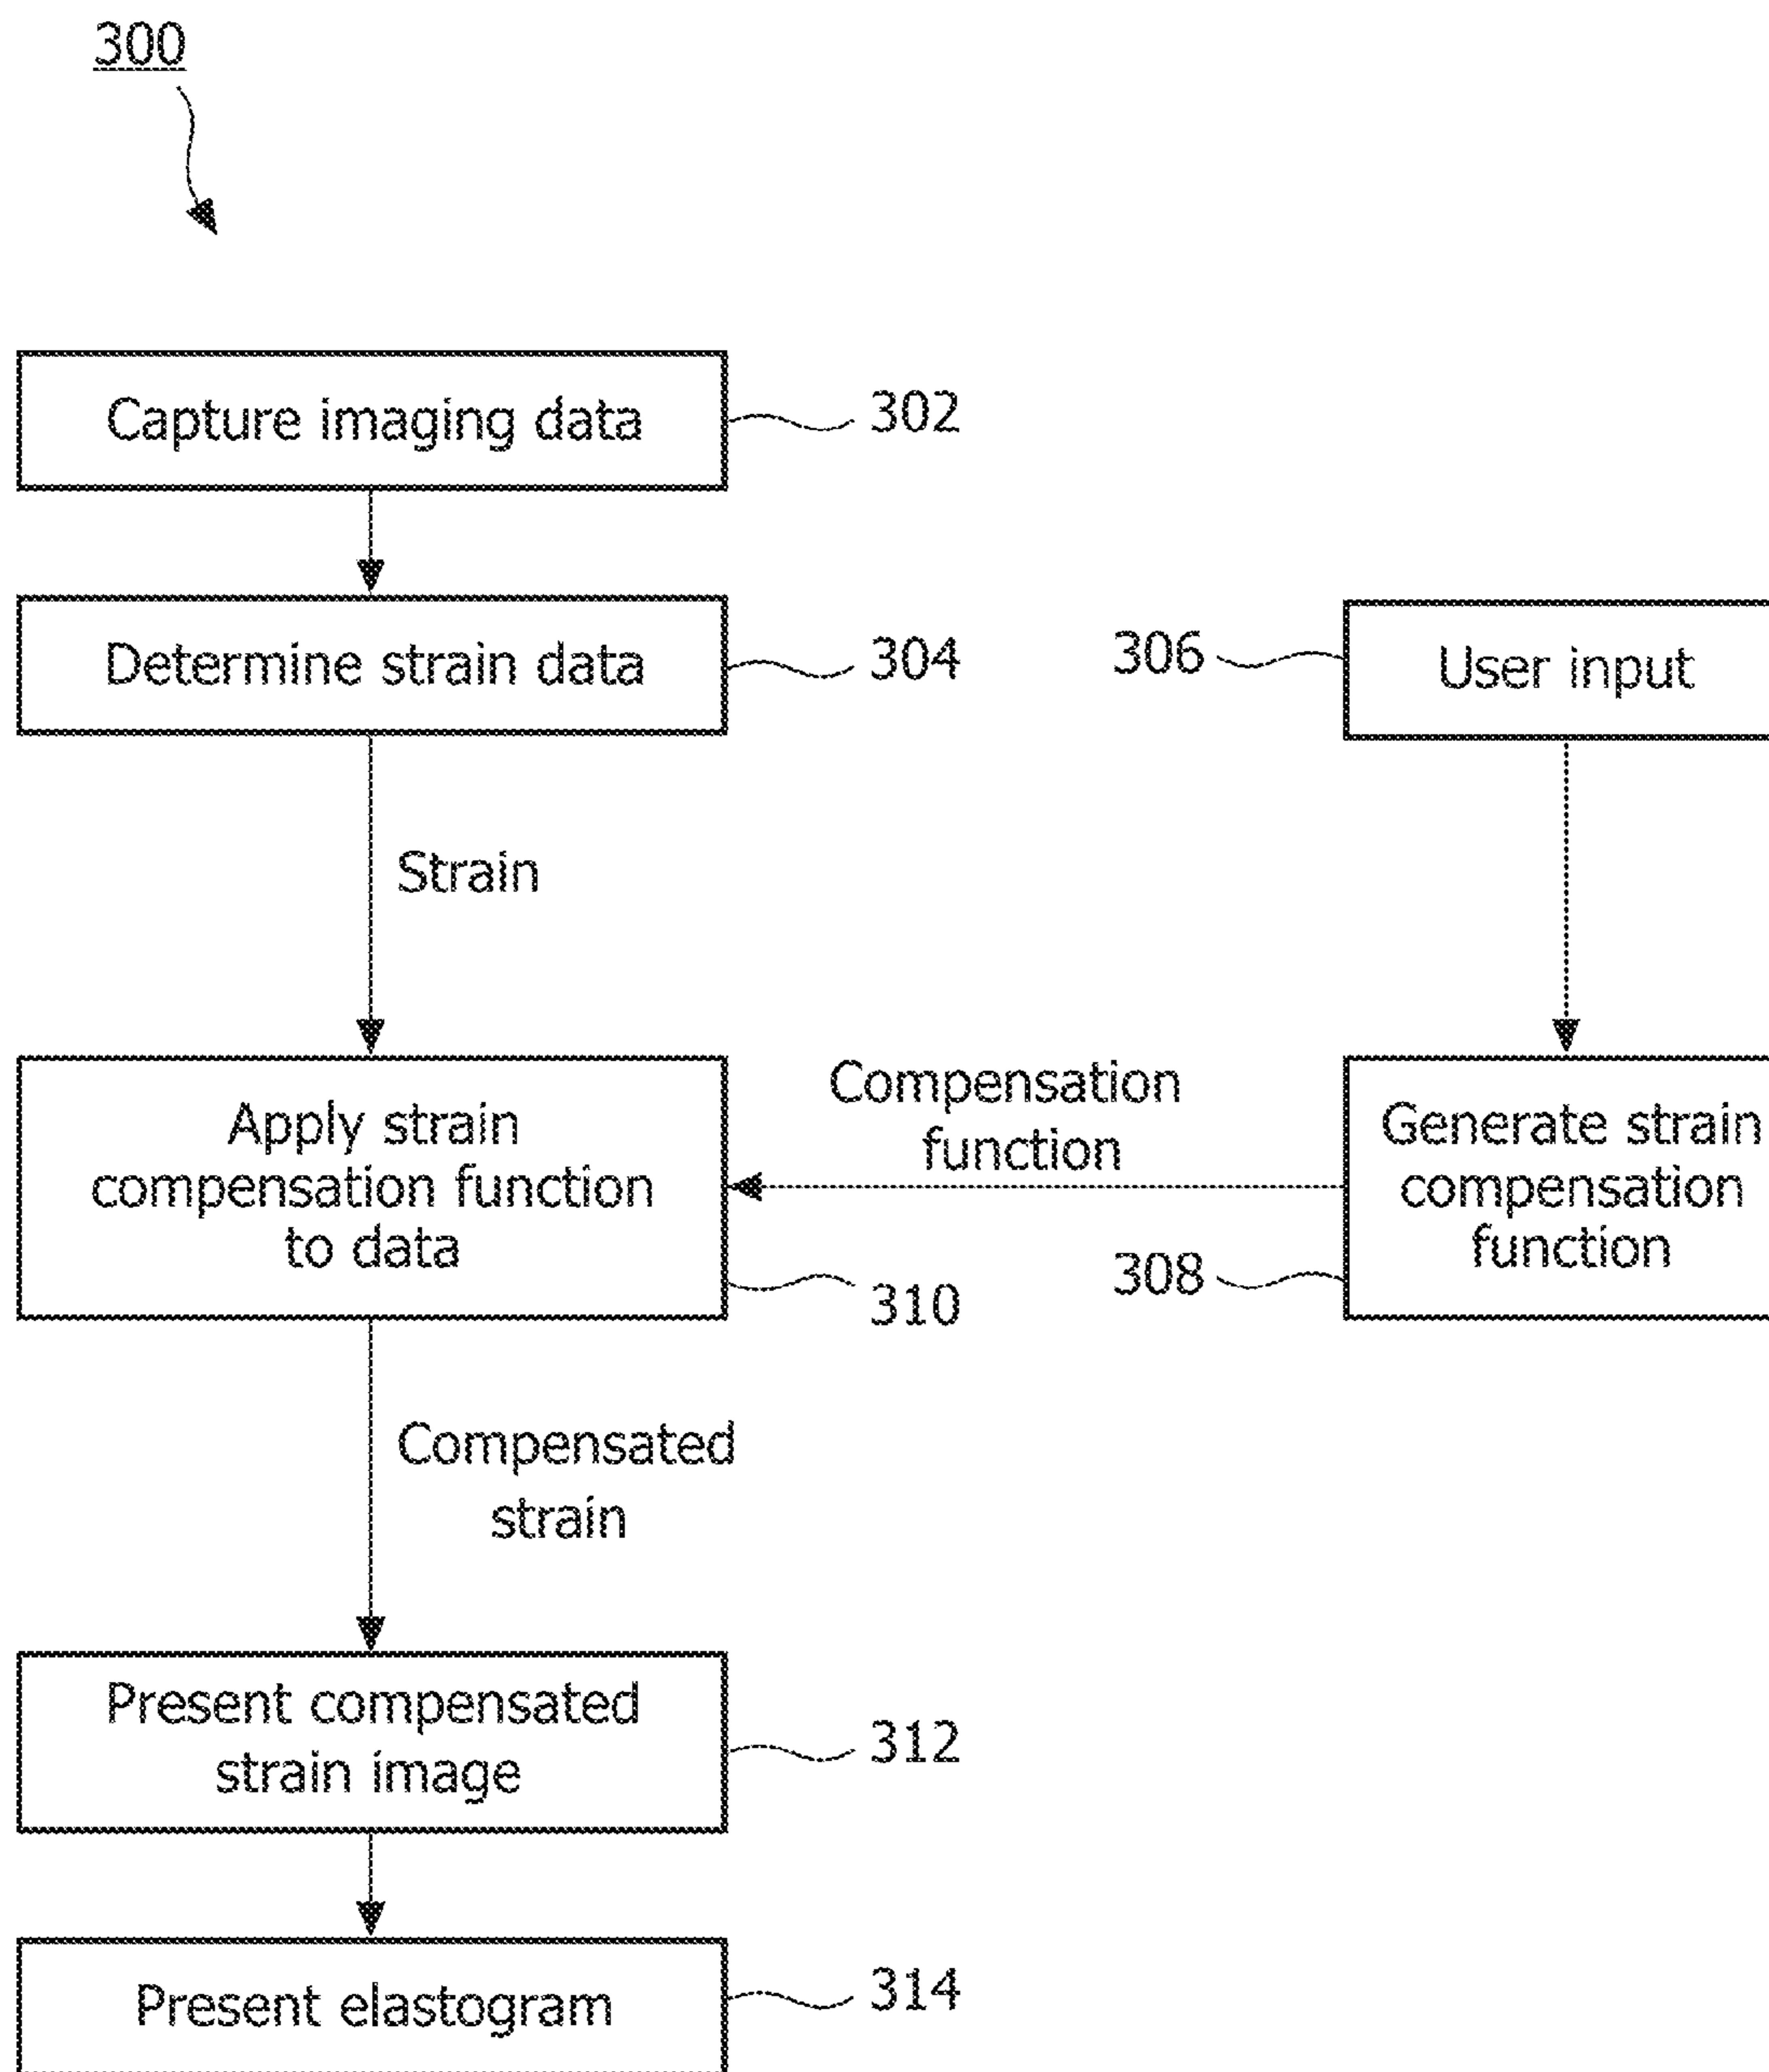 300
Capture imaging data
302
Determine strain data
304
306
User input
Strain
Apply strain
compensation function
to data
310
Compensation
function
Generate strain
compensation
function
308
Compensated
strain
Present compensated
strain image
312
Present elastogram
314